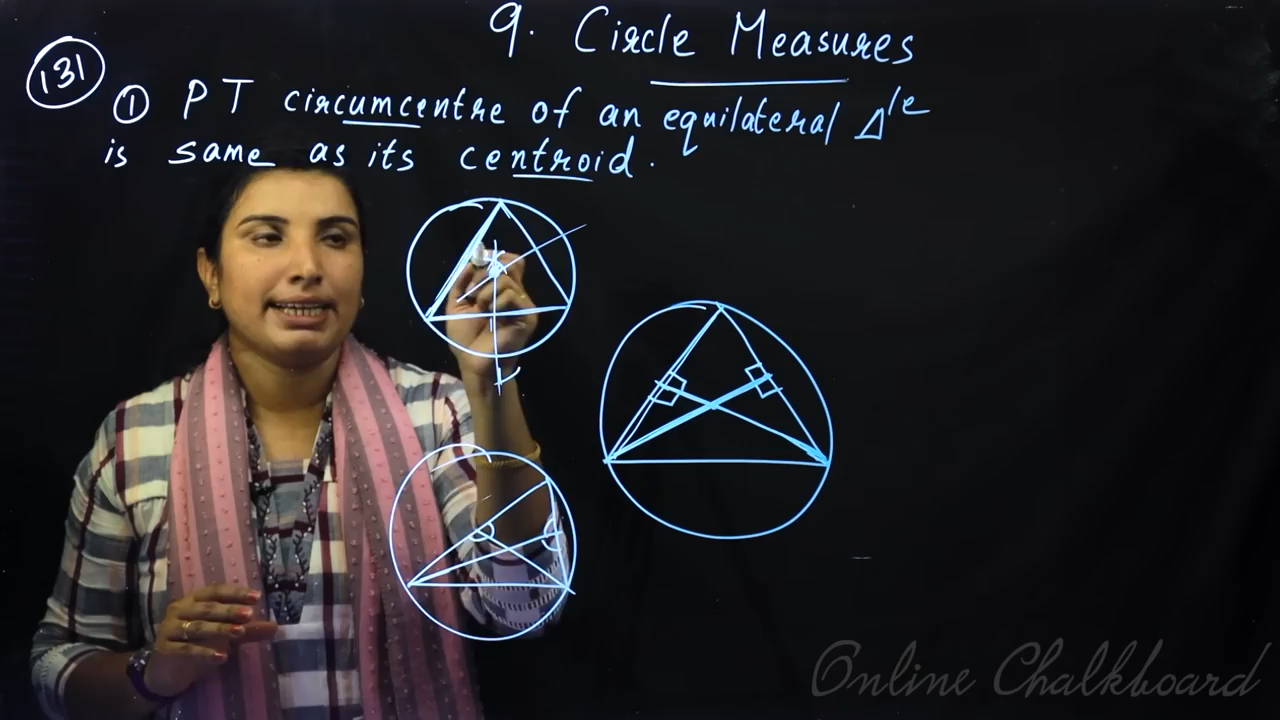 9. Circle Measures
131
① PT circumcentre of an equilateral Δ'le
is same as its centroid.
Online Chalkboard